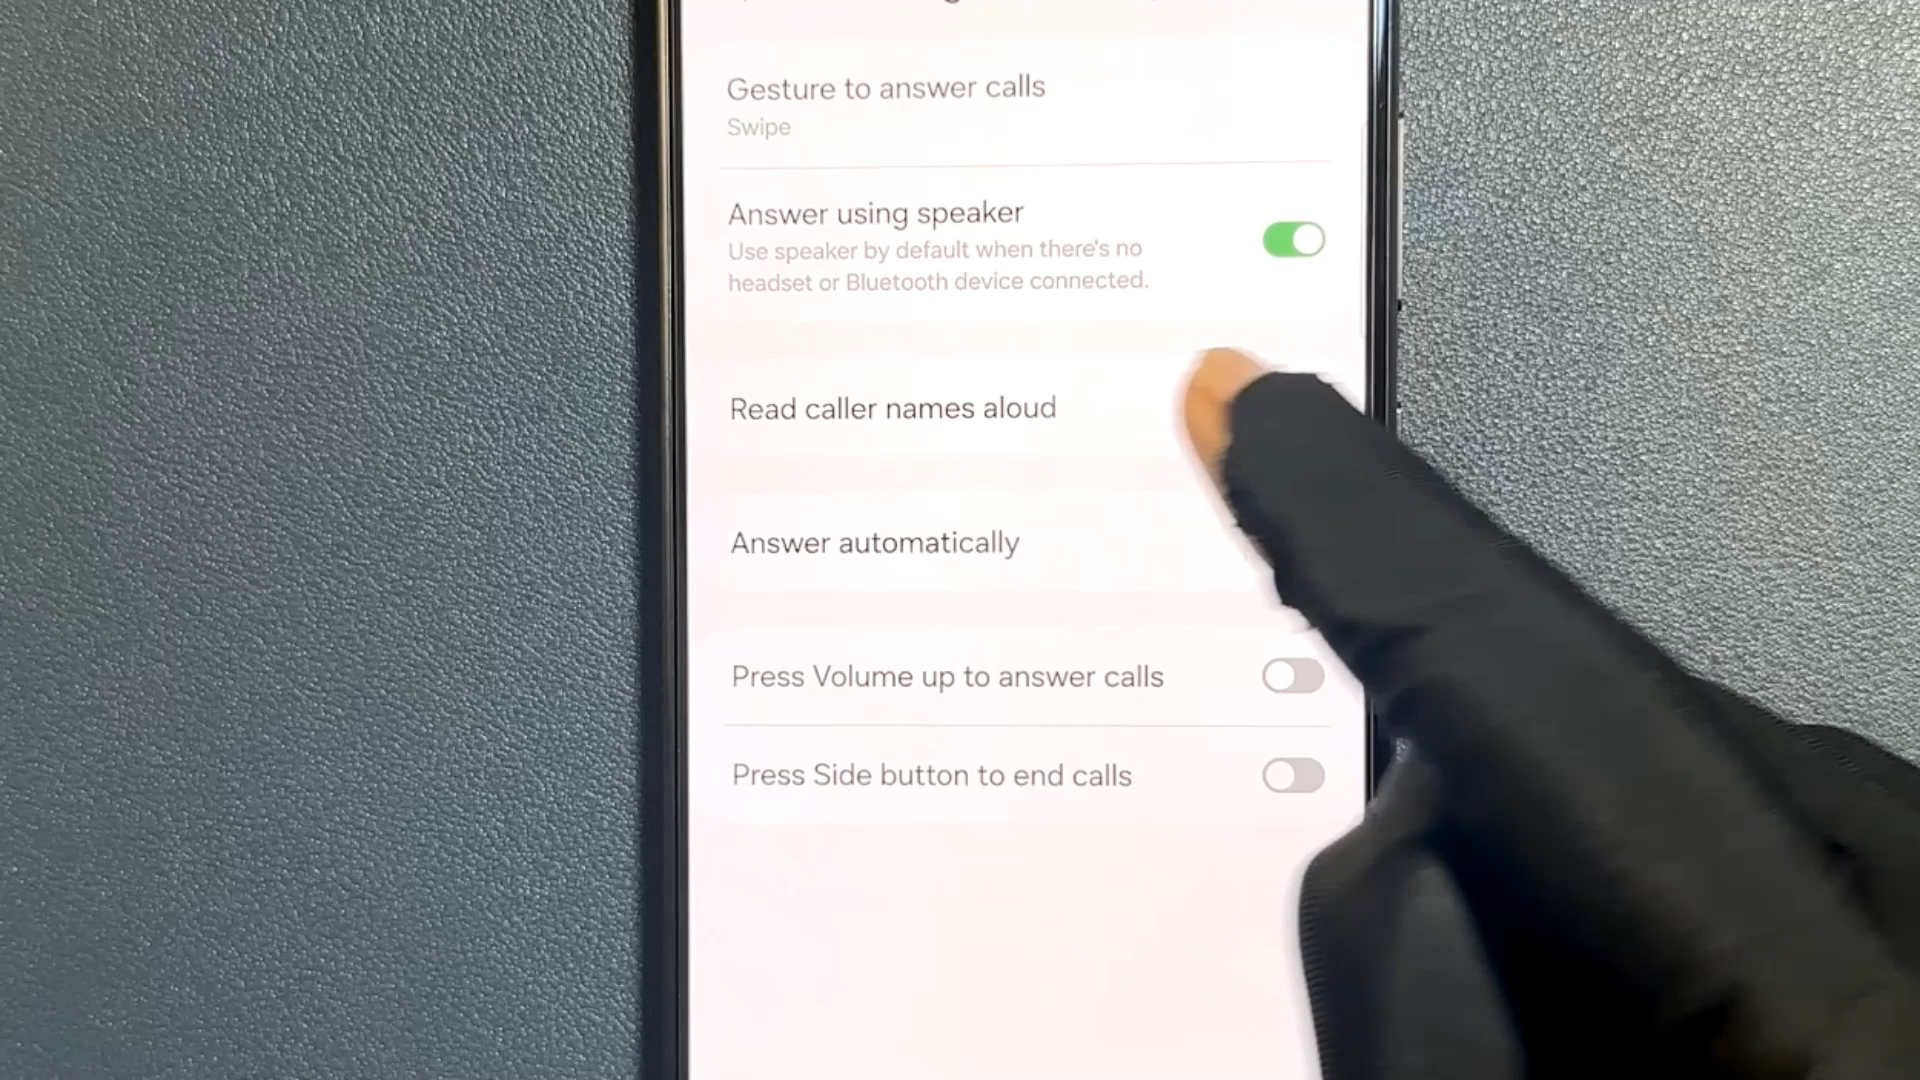 Gesture to answer calls
Swipe
Answer using speaker
Use speaker by default when there's no
headset or Bluetooth device connected.
Read caller names aloud
Answer automatically
Press Volume up to answer calls
Press Side button to end calls